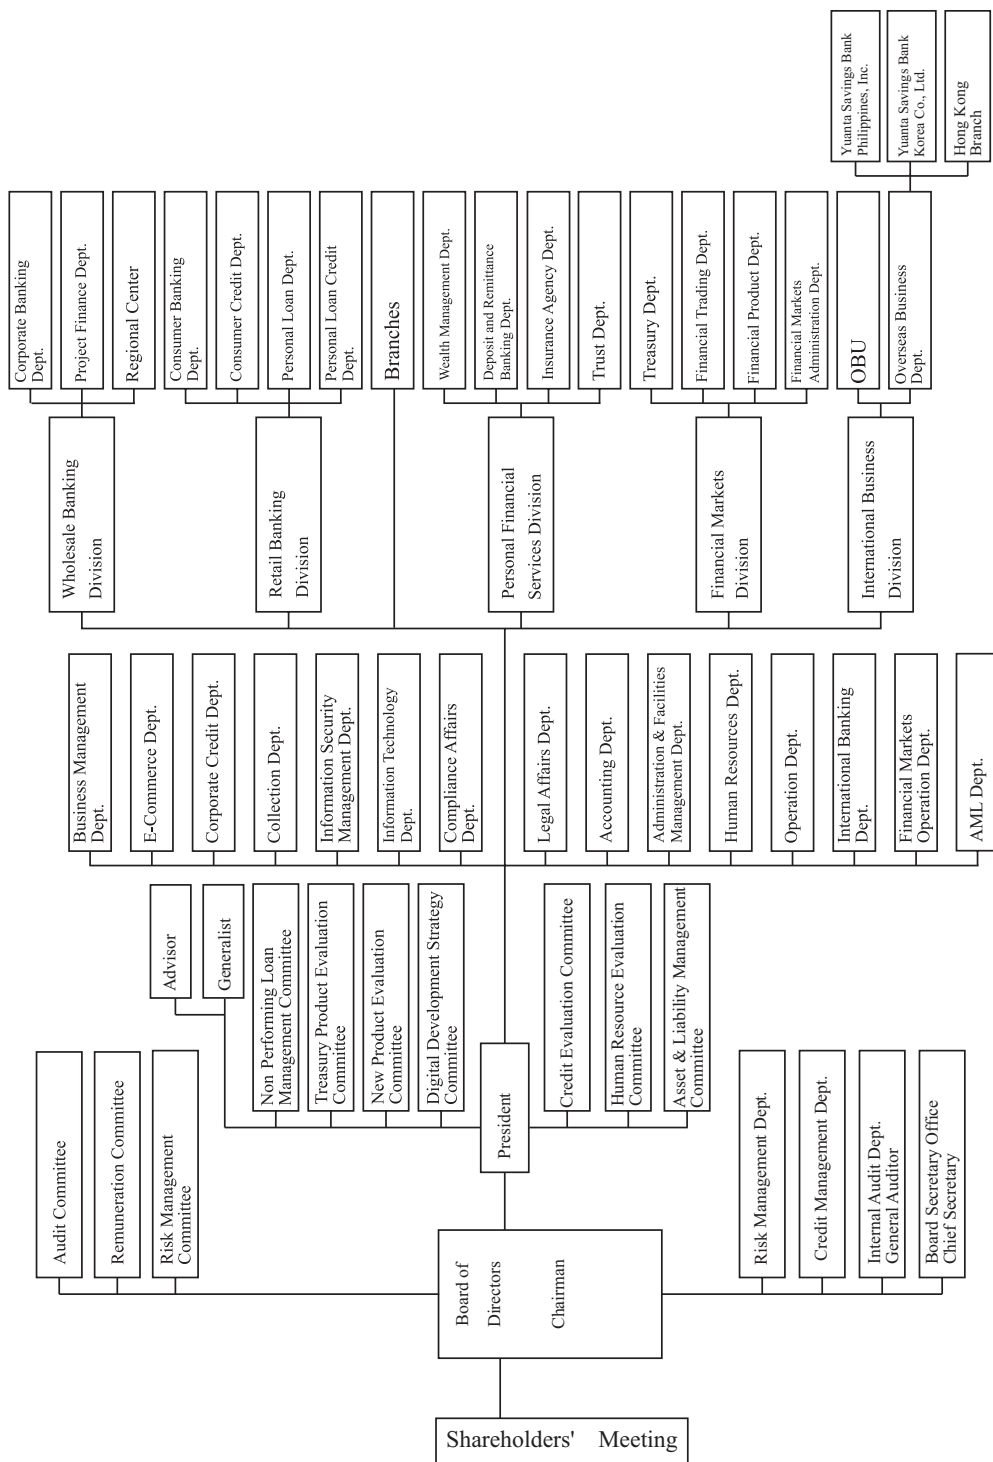 Shareholders' Meeting
Board of
Directors
Chairman
Audit Committee
Remuneration Committee
Risk Management
Committee
Risk Management Dept.
Credit Management Dept.
Internal Audit Dept.
General Auditor
Board Secretary Office
Chief Secretary
President
Advisor
Generalist
Non Performing Loan
Management Committee
Treasury Product Evaluation
Committee
New Product Evaluation
Committee
Digital Development Strategy
Committee
Credit Evaluation Committee
Human Resource Evaluation
Committee
Asset & Liability Management
Committee
Business Management
Dept.
E-Commerce Dept.
Corporate Credit Dept.
Collection Dept.
Information Security
Management Dept.
Information Technology
Dept.
Compliance Affairs
Dept.
Legal Affairs Dept.
Accounting Dept.
Administration & Facilities
Management Dept.
Human Resources Dept.
Operation Dept.
International Banking
Dept.
Financial Markets
Operation Dept.
AML Dept.
Wholesale Banking
Division
Retail Banking
Division
Personal Financial
Services Division
Financial Markets
Division
International Business
Division
Corporate Banking
Dept.
Project Finance Dept.
Regional Center
Consumer Banking
Dept.
Consumer Credit Dept.
Personal Loan Dept.
Personal Loan Credit
Dept.
Branches
Wealth Management Dept.
Deposit and Remittance
Banking Dept.
Insurance Agency Dept.
Trust Dept.
Treasury Dept.
Financial Trading Dept.
Financial Product Dept.
Financial Markets
Administration Dept.
OBU
Overseas Business
Dept.
Yuanta Savings Bank
Philippines, Inc.
Yuanta Savings Bank
Korea Co., Ltd.
Hong Kong
Branch